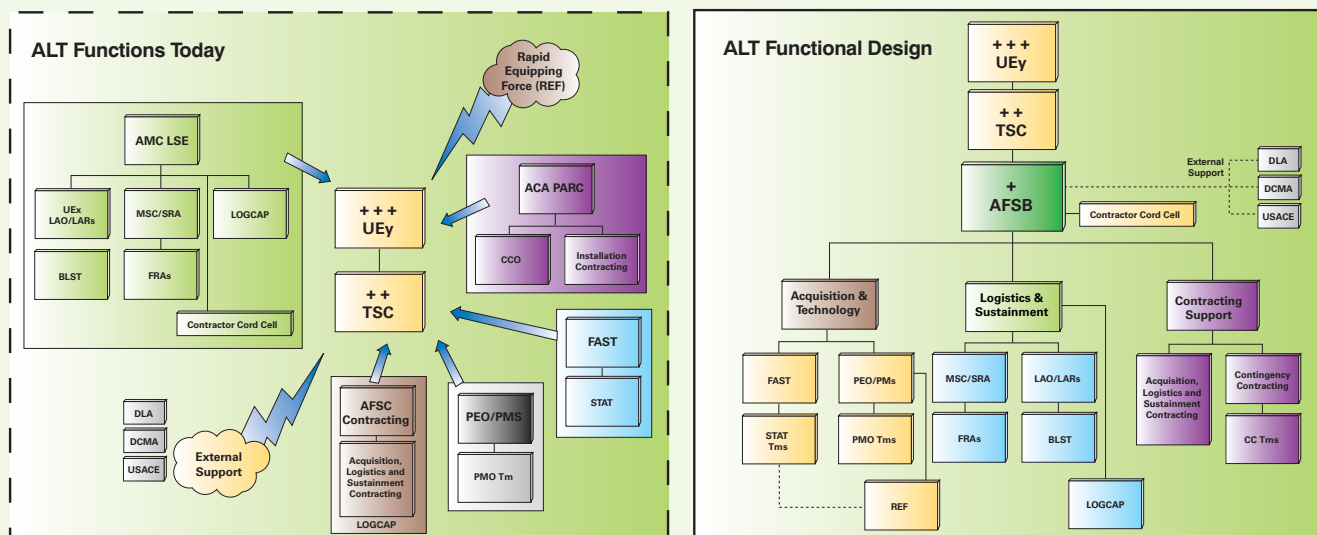 ALT Functions Today
Rapid
Equipping
Force (REF)
AMC LSE
UEx
LAO/LARs
MSC/SRA
LOGCAP
BLST
FRAs
Contractor Cord Cell
+ + +
UEy
+ +
TSC
ACA PARC
CCO
Installation
Contracting
FAST
STAT
DLA
DCMA
USACE
External
Support
AFSC
Contracting
Acquisition,
Logistics and
Sustainment
Contracting
LOGCAP
PEO/PMS
PMO Tm
ALT Functional Design
+ + +
UEy
+ +
TSC
+
AFSB
External
Support
DLA
DCMA
USACE
Contractor Cord Cell
Acquisition &
Technology
Logistics &
Sustainment
Contracting
Support
FAST
PEO/PMs
MSC/SRA
LAO/LARs
Acquisition,
Logistics and
Sustainment
Contracting
Contingency
Contracting
STAT
Tms
PMO Tms
FRAs
BLST
CC Tms
REF
LOGCAP